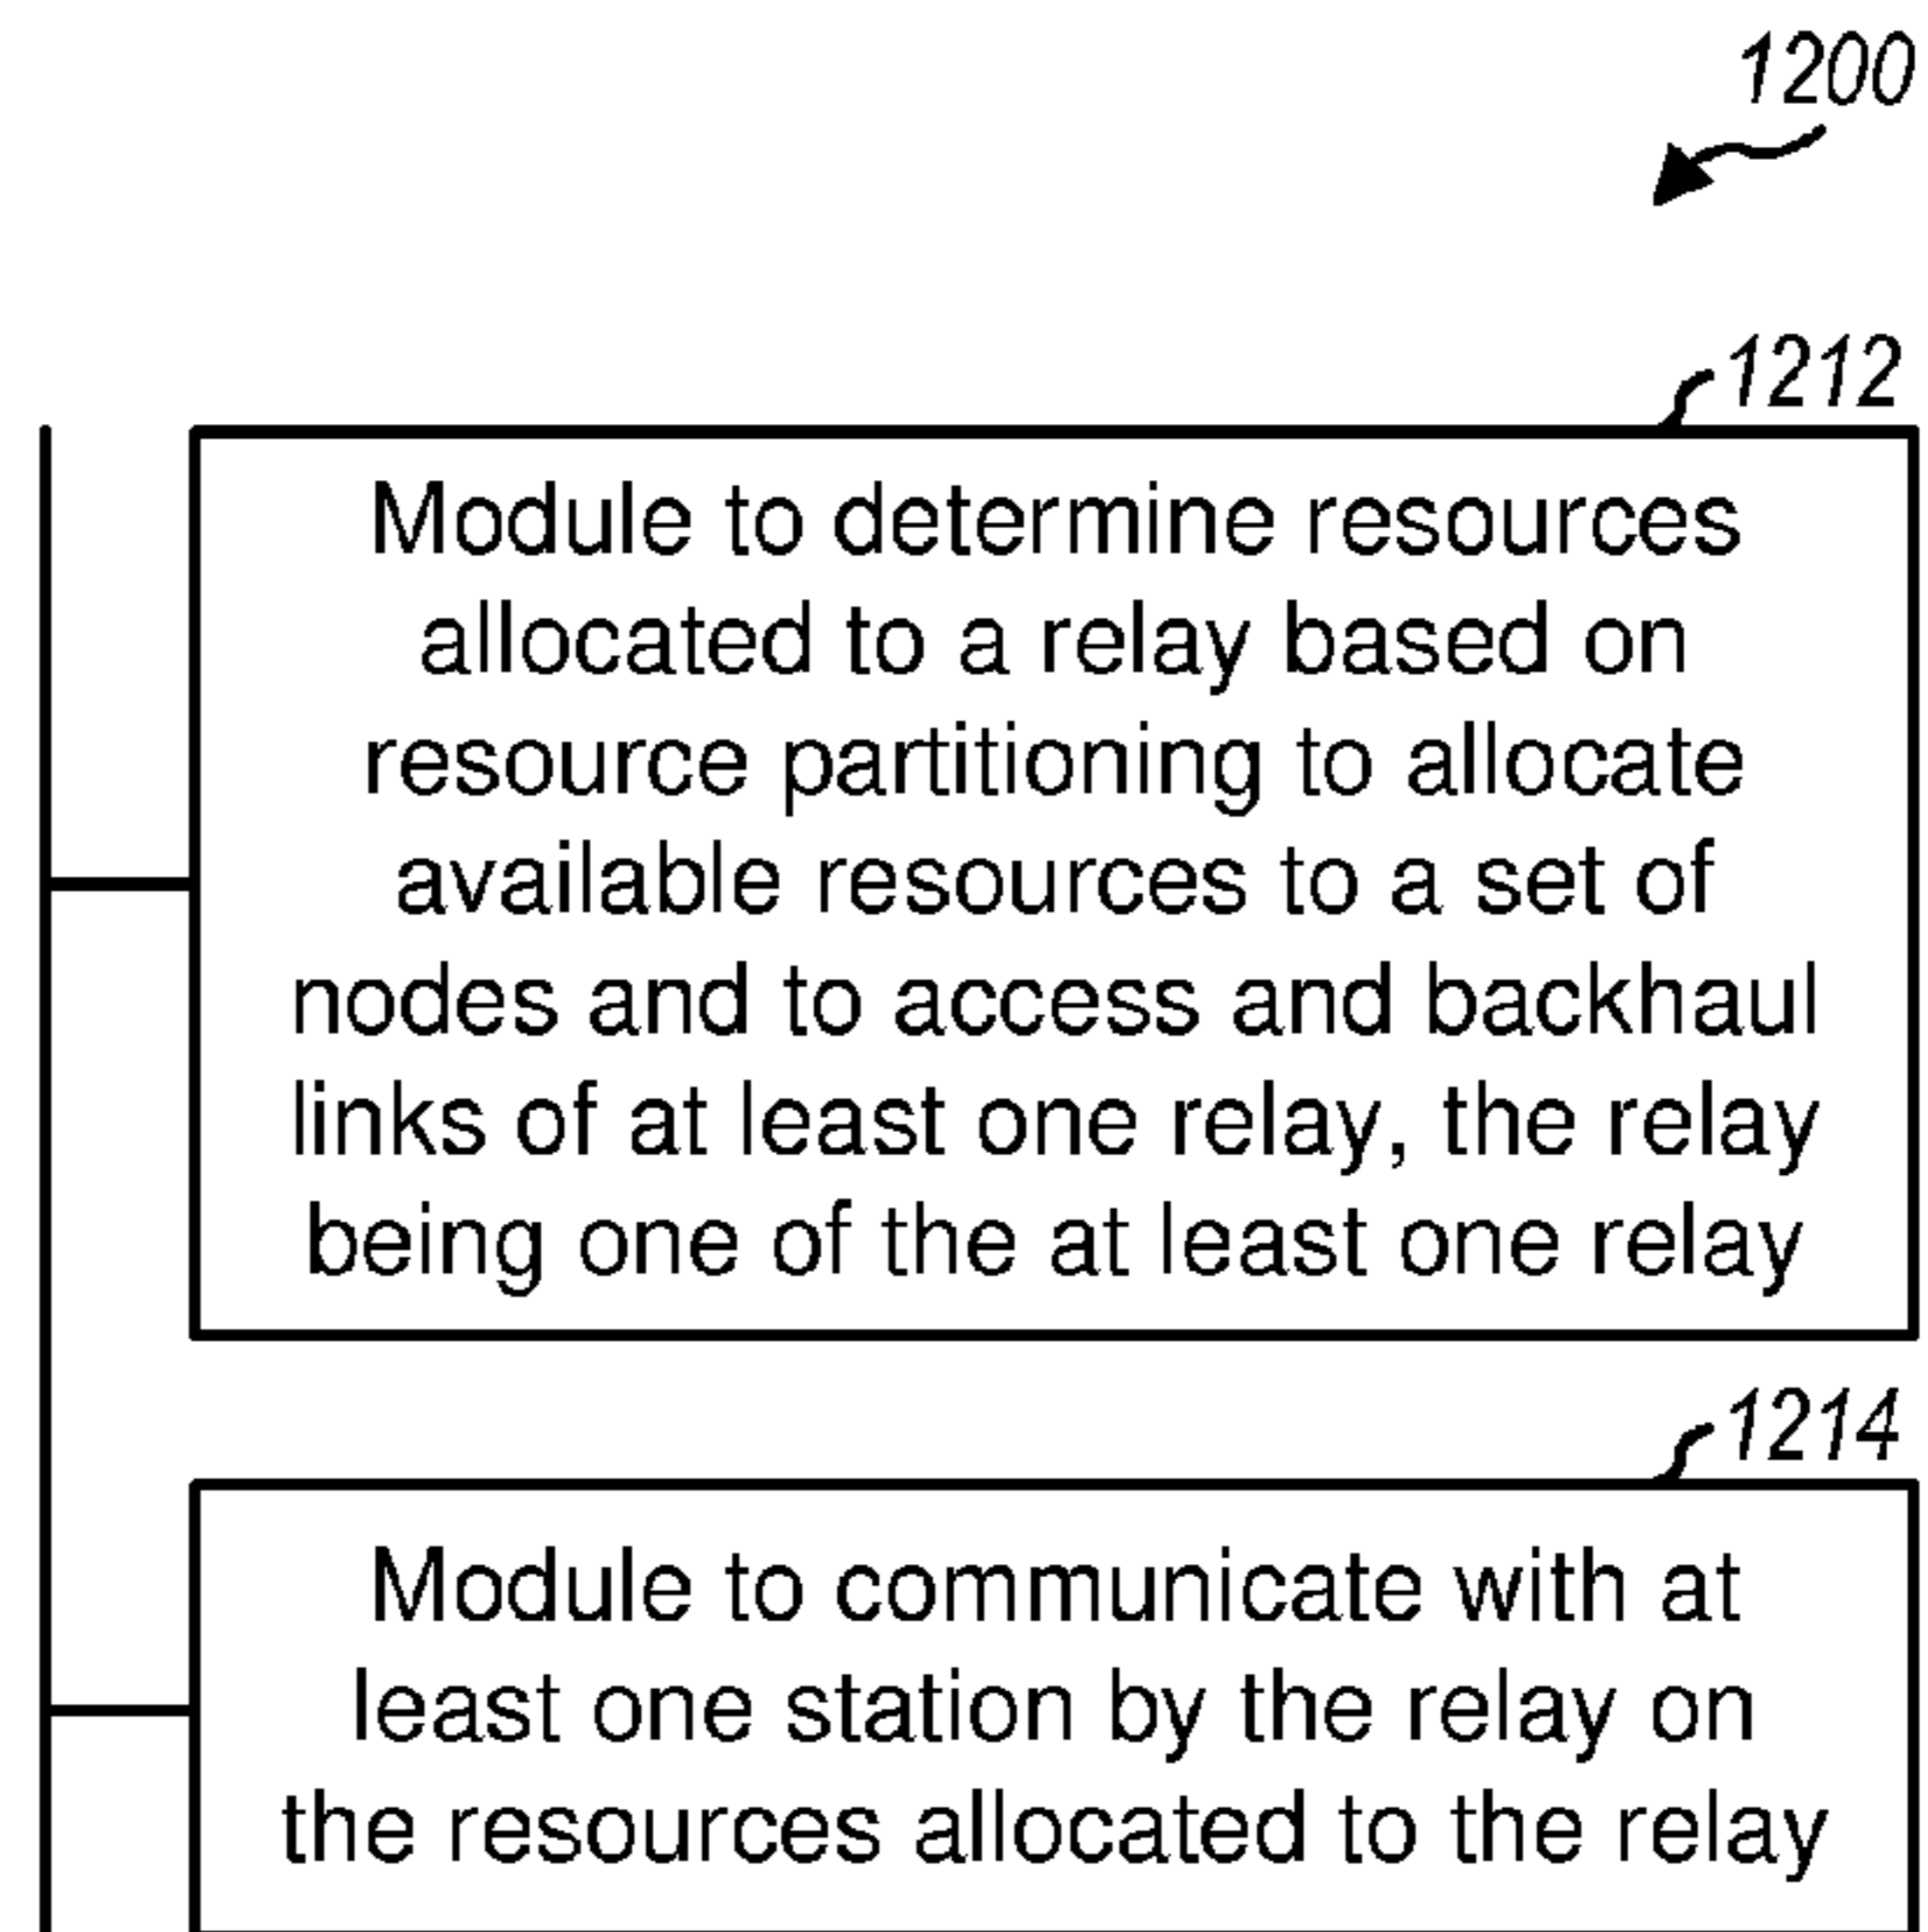 1200
1212
Module to determine resources
allocated to a relay based on
resource partitioning to allocate
available resources to a set of
nodes and to access and backhaul
links of at least one relay, the relay
being one of the at least one relay
1214
Module to communicate with at
least one station by the relay on
the resources allocated to the relay